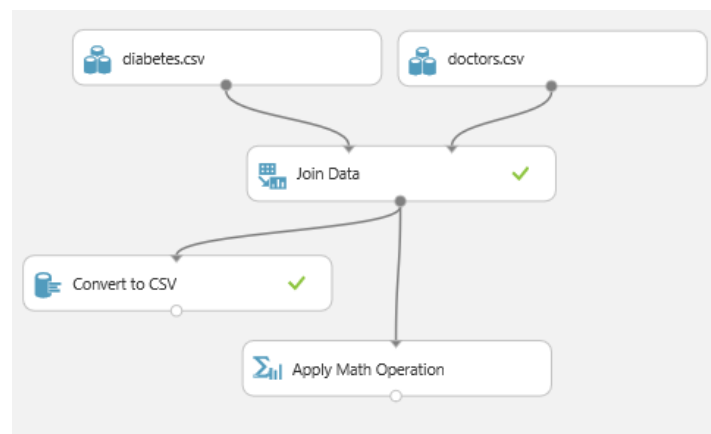 diabetes.csv
doctors.csv
Join Data
Convert to CSV
Apply Math Operation